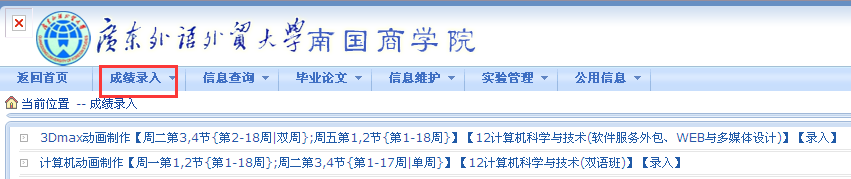 廣东外语外貿大學南国商学院
返回首页 成绩录入 信息查询 毕业论文 信息维护 实验管理 公用信息
当前位置 -- 成绩录入
3Dmax动画制作【周二第3,4节{第2-18周|双周};周五第1,2节{第1-18周}】【12计算机科学与技术(软件服务外包、WEB与多媒体设计)】【录入】
计算机动画制作【周一第1,2节{第1-18周};周二第3,4节{第1-17周|单周}】【12计算机科学与技术(双语班)】【录入】